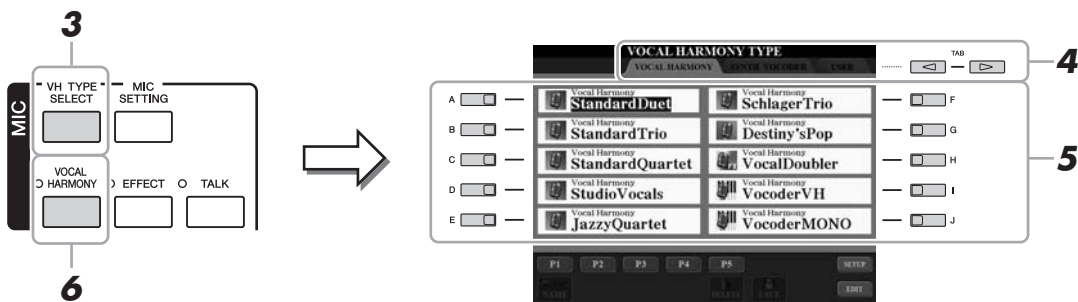 3
MIC
VH TYPE SELECT
MIC SETTING
VOCAL HARMONY
EFFECT
TALK
6
VOCAL HARMONY TYPE
VOCAL HARMONY
SYNTH VOCODER
USER
TAB
4
A
Vocal Harmony
StandardDuet
Vocal Harmony
SchlagerTrio
F
B
Vocal Harmony
StandardTrio
Vocal Harmony
Destiny'sPop
G
C
Vocal Harmony
StandardQuartet
Vocal Harmony
VocalDoubler
H
5
D
Vocal Harmony
StudioVocals
Vocal Harmony
VocoderVH
I
E
Vocal Harmony
JazzyQuartet
Vocal Harmony
VocoderMONO
J
P1
P2
P3
P4
P5
SETUP
NAME
DELETE
SAVE
EDIT